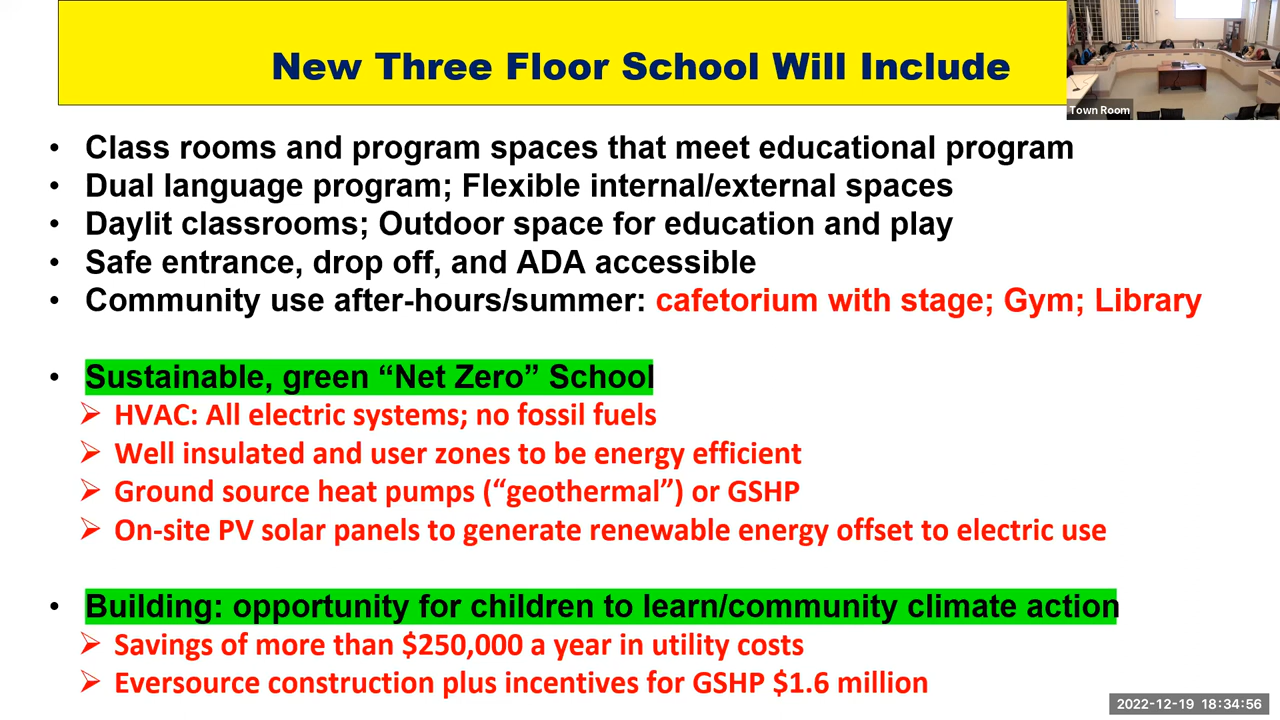 New Three Floor School Will Include
Town Room
• Class rooms and program spaces that meet educational program
• Dual language program; Flexible internal/external spaces
• Daylit classrooms; Outdoor space for education and play
• Safe entrance, drop off, and ADA accessible
• Community use after-hours/summer: cafetorium with stage; Gym; Library
• Sustainable, green “Net Zero” School
➢ HVAC: All electric systems; no fossil fuels
➢ Well insulated and user zones to be energy efficient
➢ Ground source heat pumps (“geothermal”) or GSHP
➢ On-site PV solar panels to generate renewable energy offset to electric use
• Building: opportunity for children to learn/community climate action
➢ Savings of more than $250,000 a year in utility costs
➢ Eversource construction plus incentives for GSHP $1.6 million
2022-12-19 18:34:56